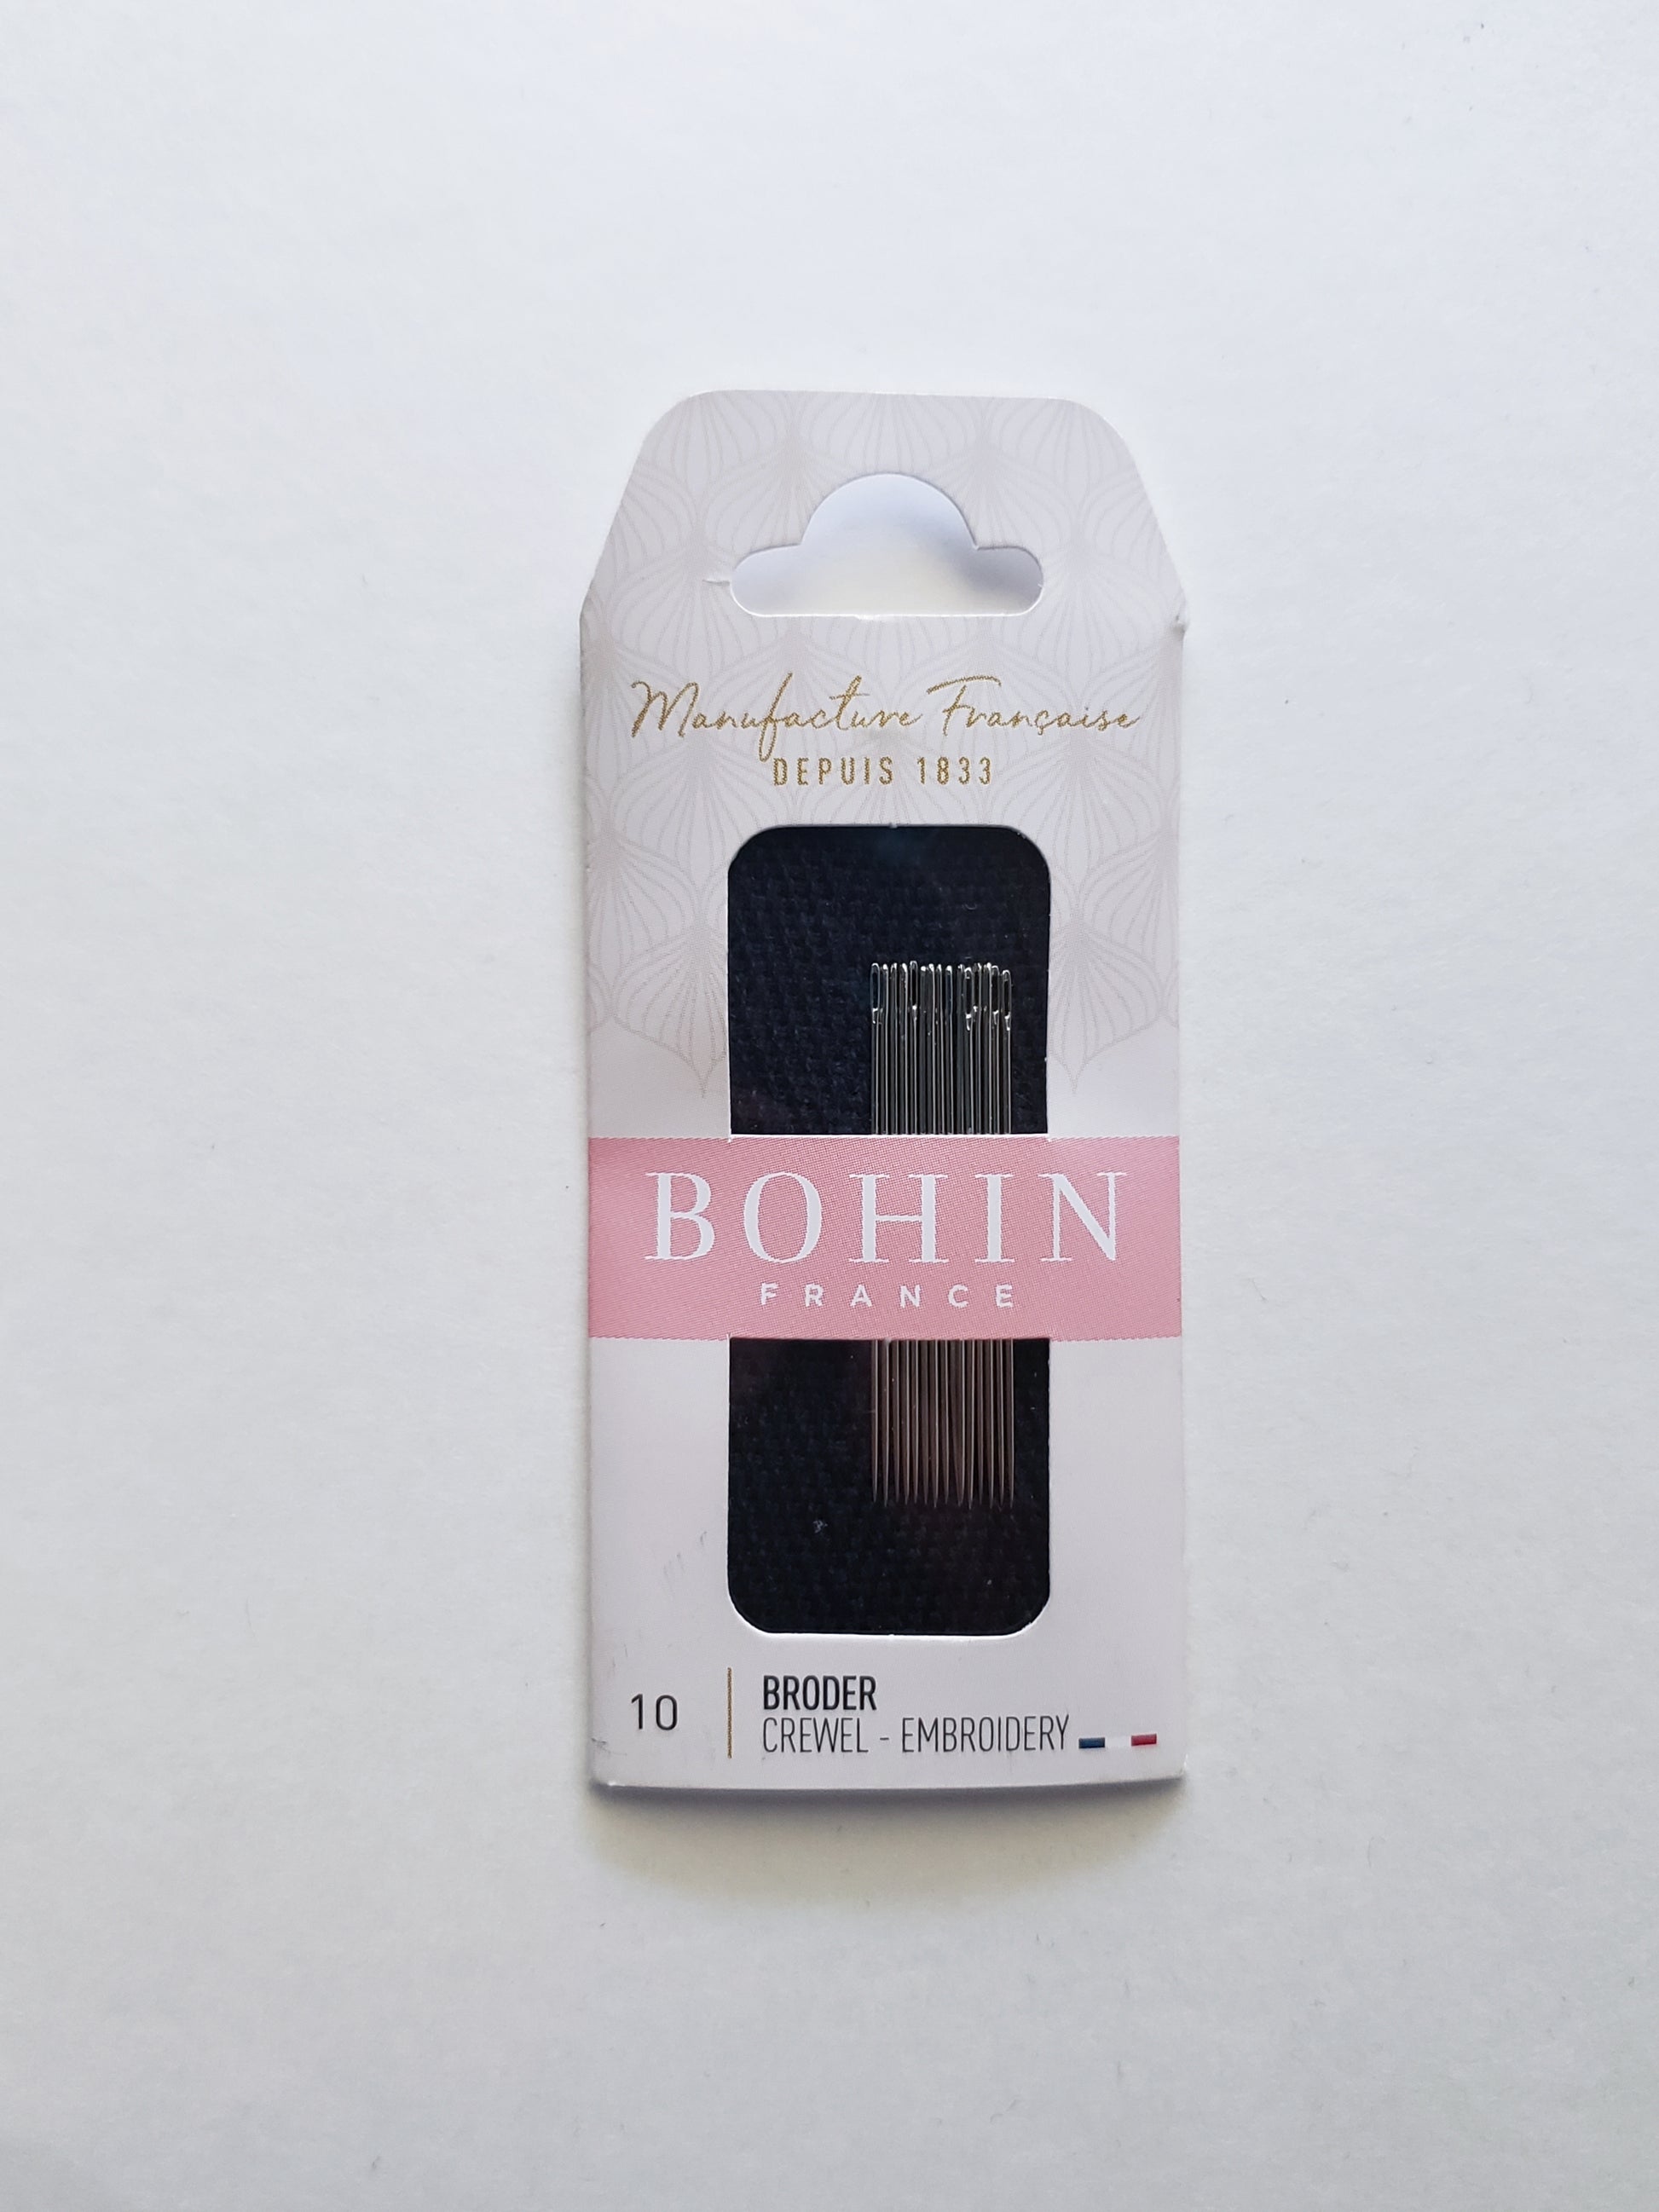 Manufacture Française
DEPUIS 1833
BOHIN
FRANCE
10
BRODER
CREWEL - EMBROIDERY